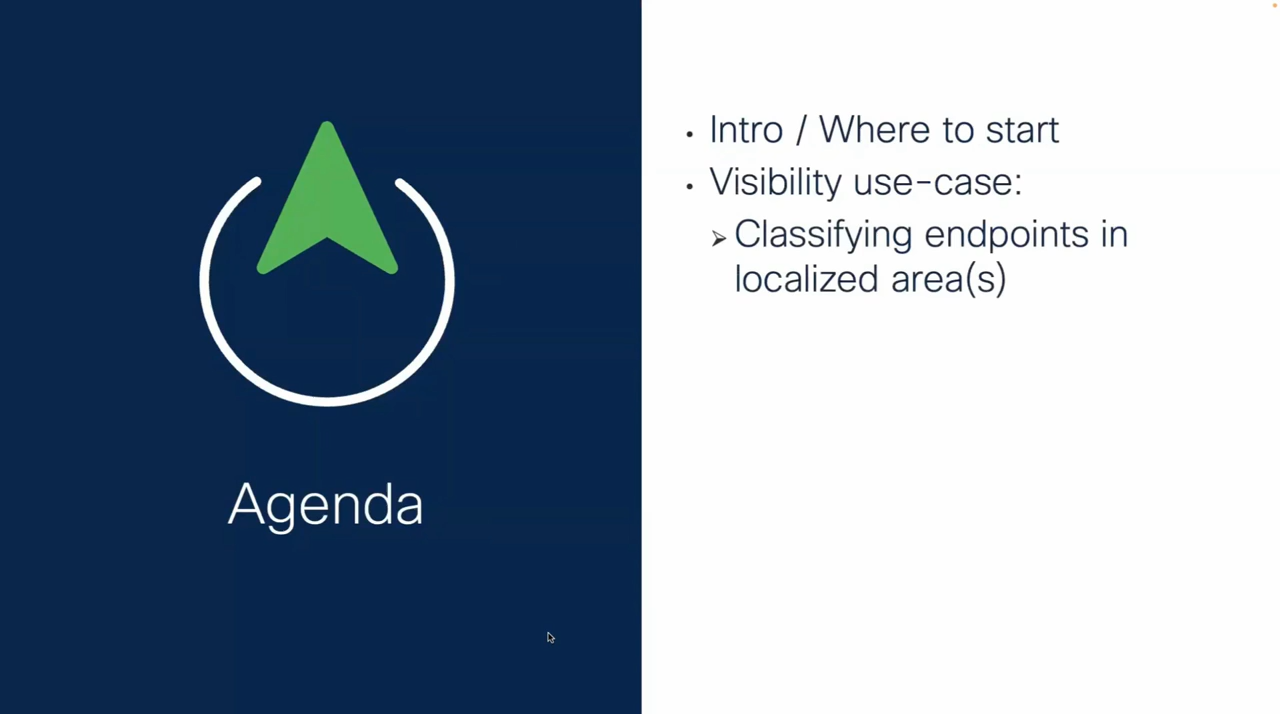 Agenda
• Intro / Where to start
• Visibility use-case:
➢ Classifying endpoints in
localized area(s)